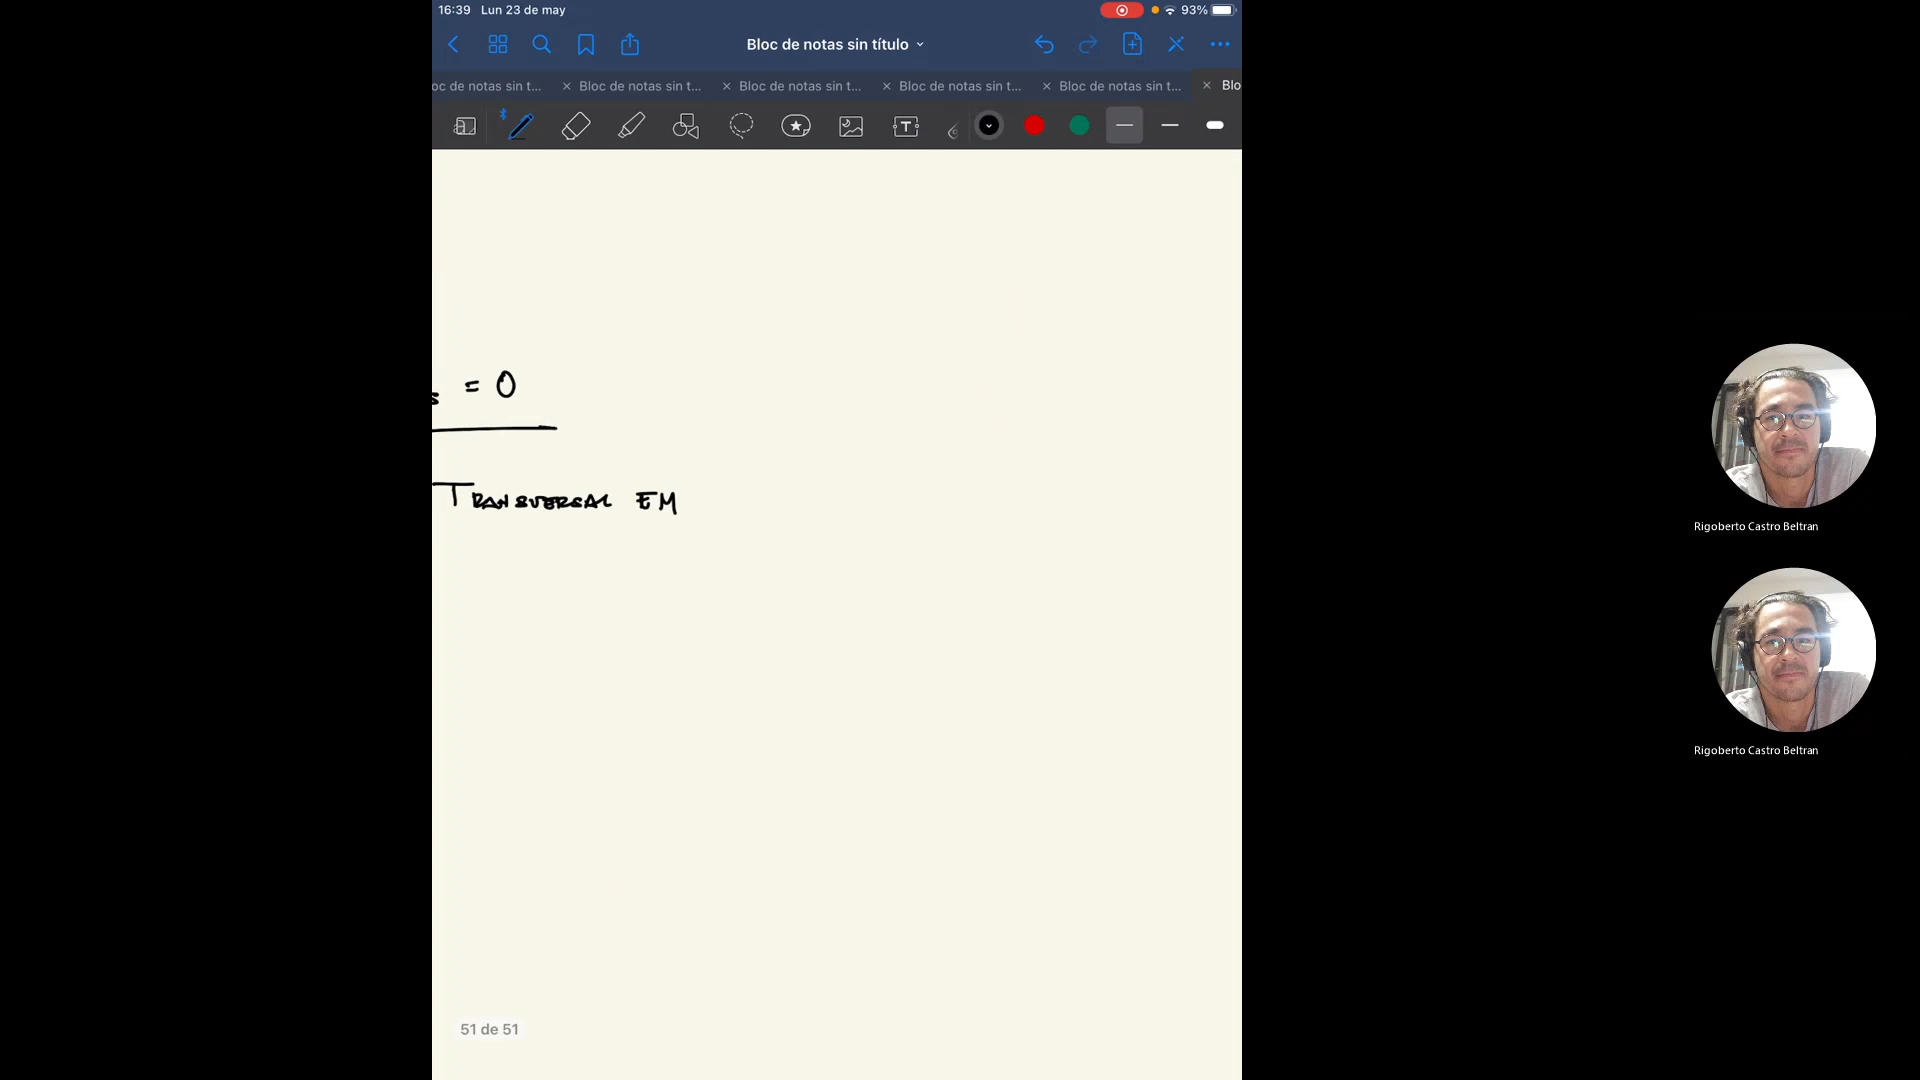 16:39 Lun 23 de may 93%
Bloc de notas sin título
oc de notas sin t... Bloc de notas sin t... Bloc de notas sin t... Bloc de notas sin t... Bloc de notas sin t... Blo
s = 0
TRANSVERSAL EM
Rigoberto Castro Beltran
Rigoberto Castro Beltran
51 de 51